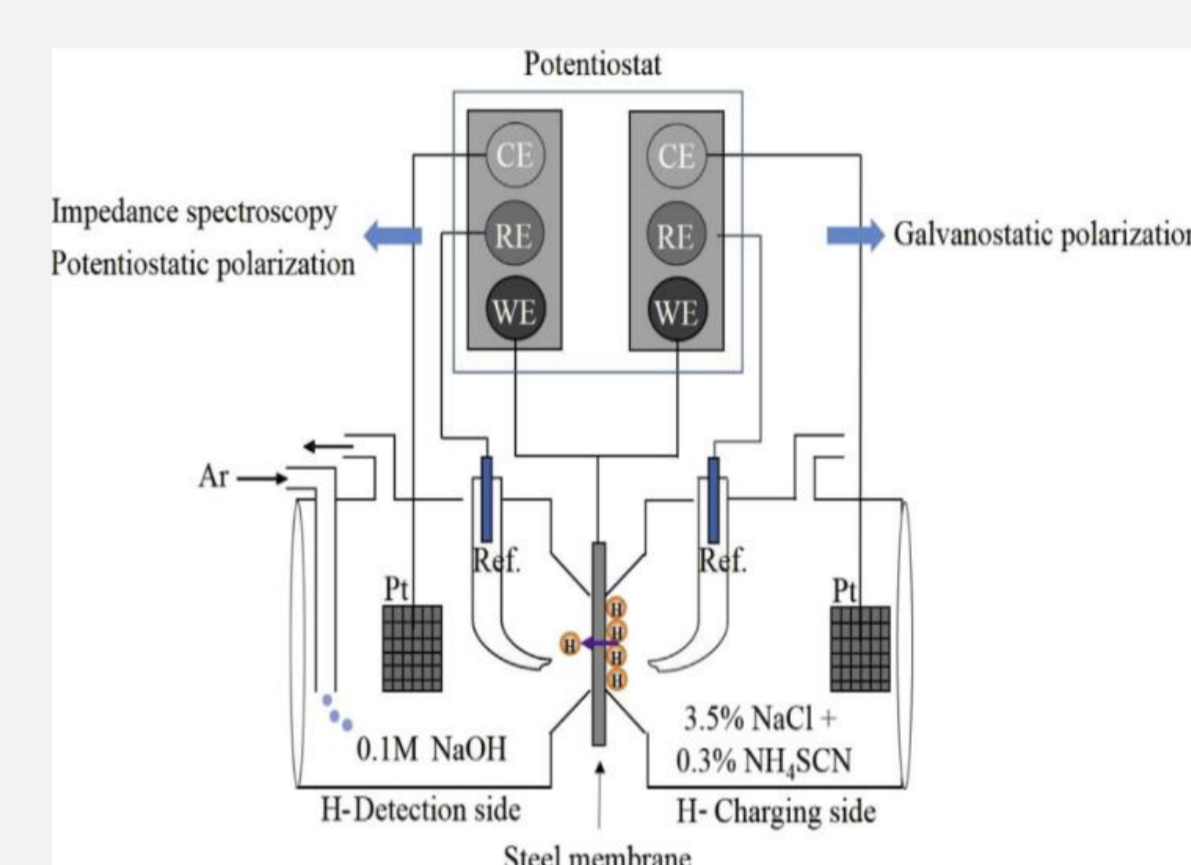 Potentiostat
CE
CE
Impedance spectroscopy
RE
RE
Galvanostatic polarization
Potentiostatic polarization
WE
WE
Ar
Ref.
Ref.
Pt
Pt
H
H
H
H
H
3.5% NaCl +
0.1M NaOH
0.3% NH₄SCN
H-Detection side
H- Charging side
Steel membrane